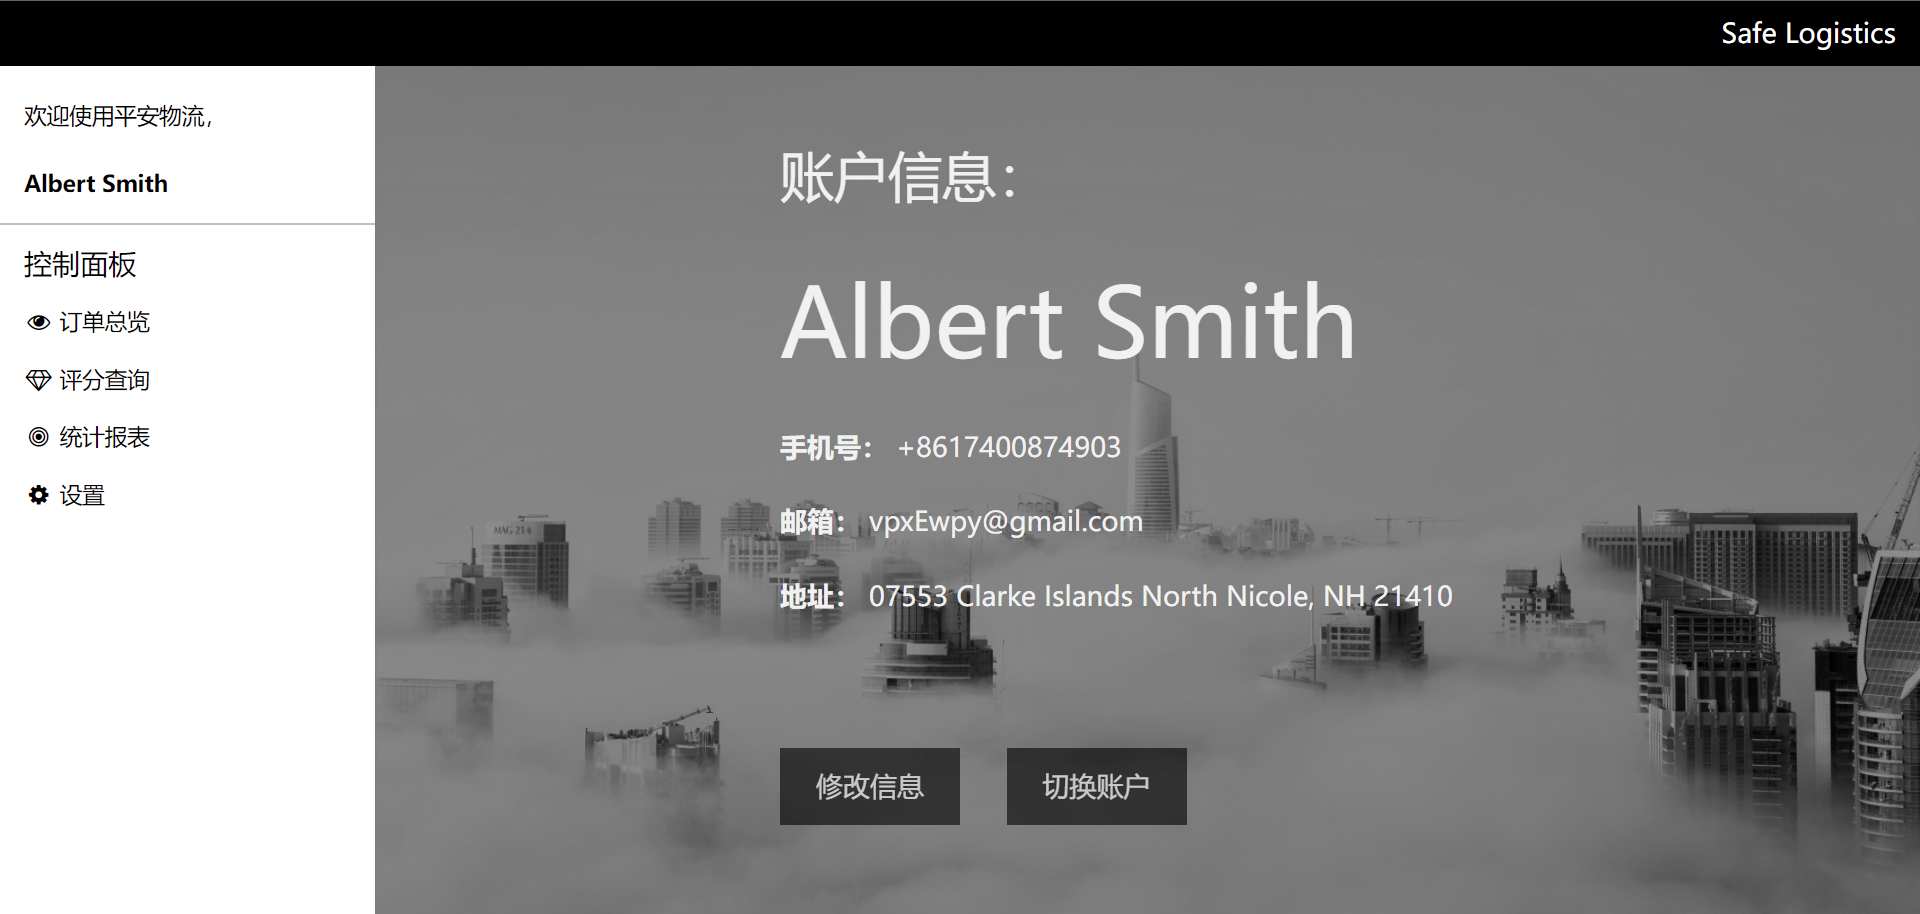 Safe Logistics
欢迎使用平安物流,
Albert Smith
控制面板
订单总览
评分查询
统计报表
设置
账户信息：
Albert Smith
手机号： +8617400874903
邮箱： vpxEwpy@gmail.com
地址： 07553 Clarke Islands North Nicole, NH 21410
MAG 214
修改信息
切换账户